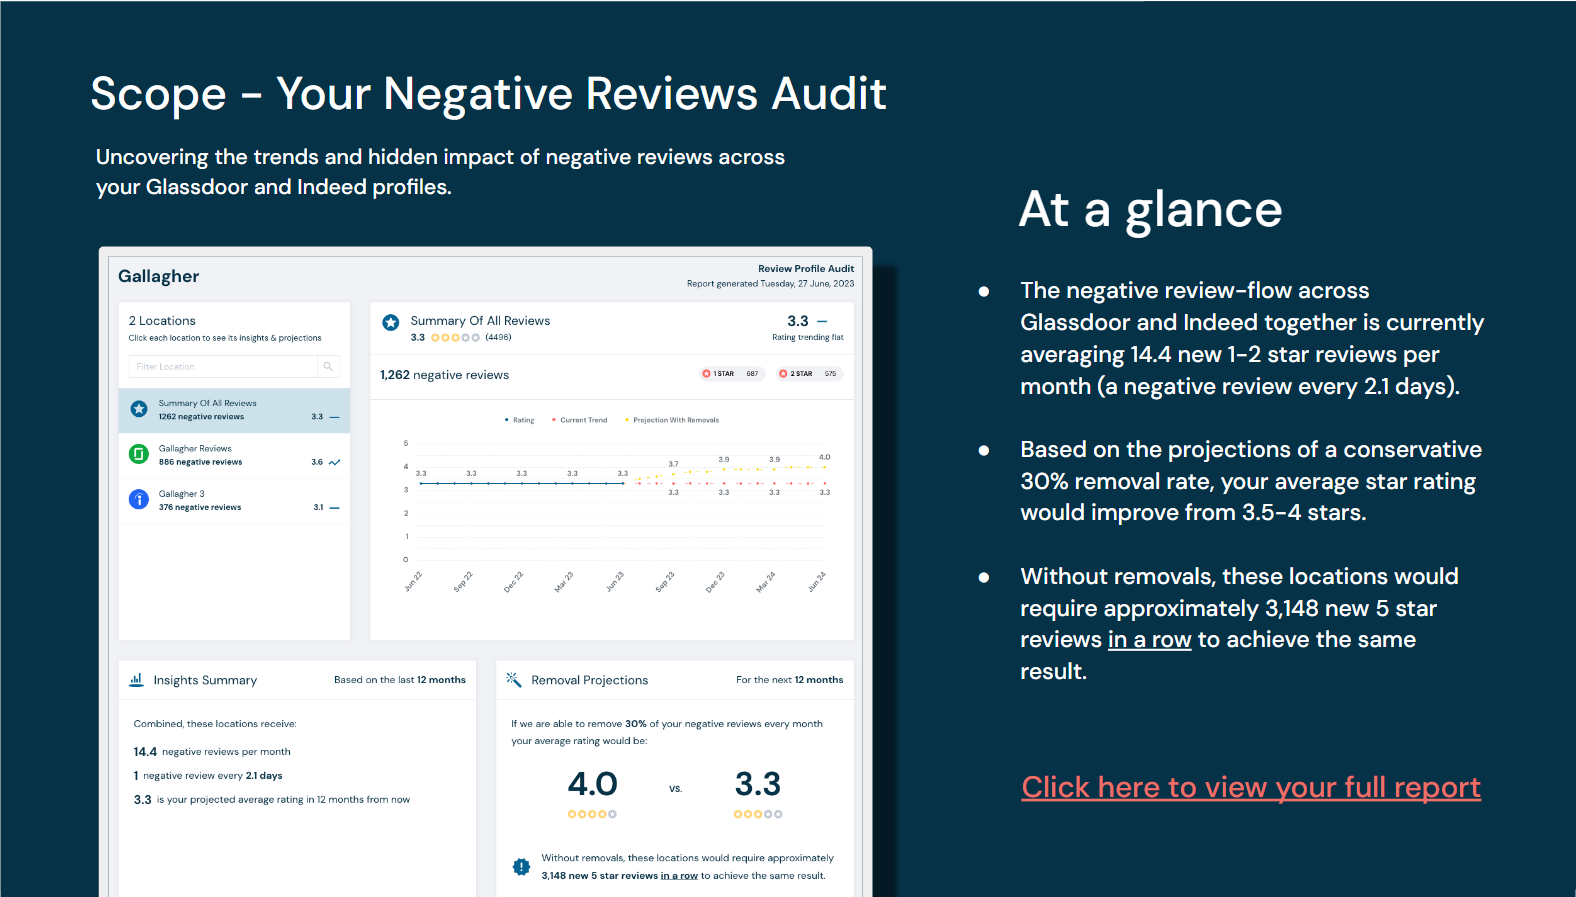 Scope - Your Negative Reviews Audit
Uncovering the trends and hidden impact of negative reviews across
your Glassdoor and Indeed profiles.
Gallagher
Review Profile Audit
Report generated Tuesday, 27 June, 2023
2 Locations
Click each location to see its insights & projections
Filter Location
Summary Of All Reviews
1262 negative reviews
3.3
Gallagher Reviews
886 negative reviews
3.6
Gallagher 3
376 negative reviews
3.1
Summary Of All Reviews
3.3 (4496)
3.3
Rating trending flat
1,262 negative reviews
1 STAR 687
2 STAR 575
Rating Current Trend Projection With Removals
5
4
3
2
1
0
3.3 3.3 3.3 3.3 3.3 3.7 3.9 3.9 4.0
3.3 3.3 3.3 3.3
Jun 22 Sep 22 Dec 22 Mar 23 Jun 23 Sep 23 Dec 23 Mar 24 Jun 24
Insights Summary
Based on the last 12 months
Combined, these locations receive:
14.4 negative reviews per month
1 negative review every 2.1 days
3.3 is your projected average rating in 12 months from now
Removal Projections
For the next 12 months
If we are able to remove 30% of your negative reviews every month
your average rating would be:
4.0 vs. 3.3
Without removals, these locations would require approximately
3,148 new 5 star reviews in a row to achieve the same result.
At a glance
● The negative review-flow across
Glassdoor and Indeed together is currently
averaging 14.4 new 1-2 star reviews per
month (a negative review every 2.1 days).
● Based on the projections of a conservative
30% removal rate, your average star rating
would improve from 3.5-4 stars.
● Without removals, these locations would
require approximately 3,148 new 5 star
reviews in a row to achieve the same
result.
Click here to view your full report